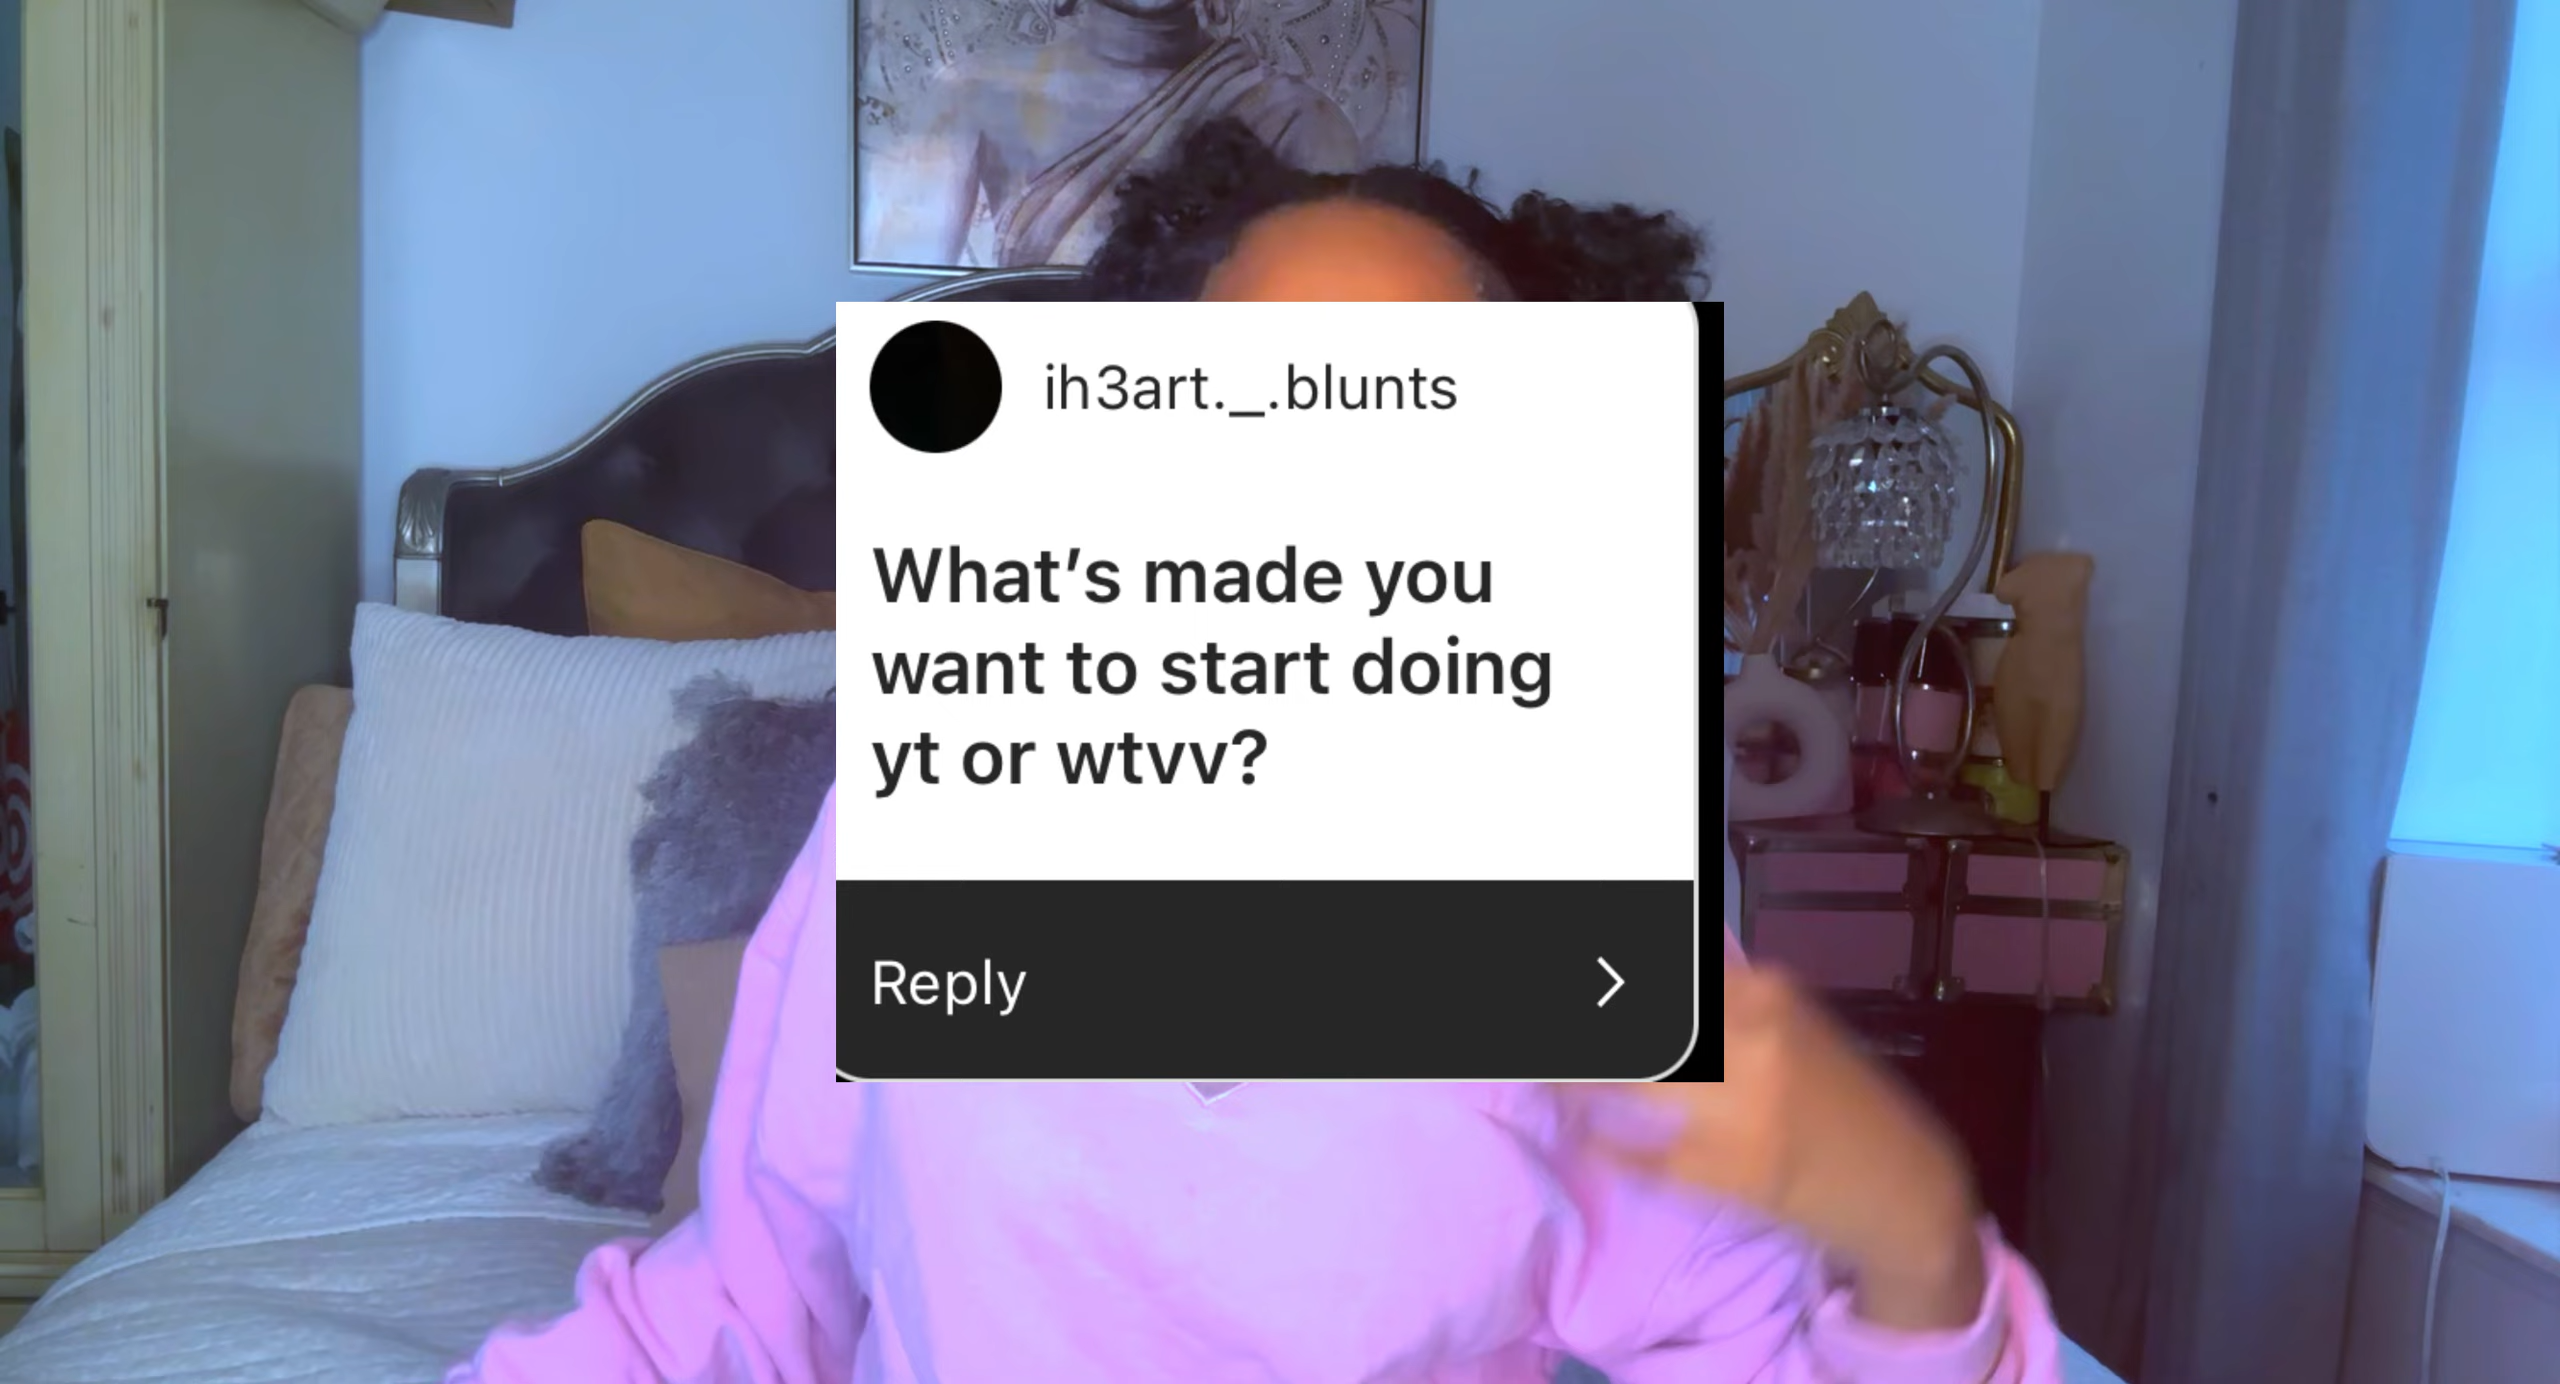 ih3art._.blunts
What’s made you
want to start doing
yt or wtvv?
Reply